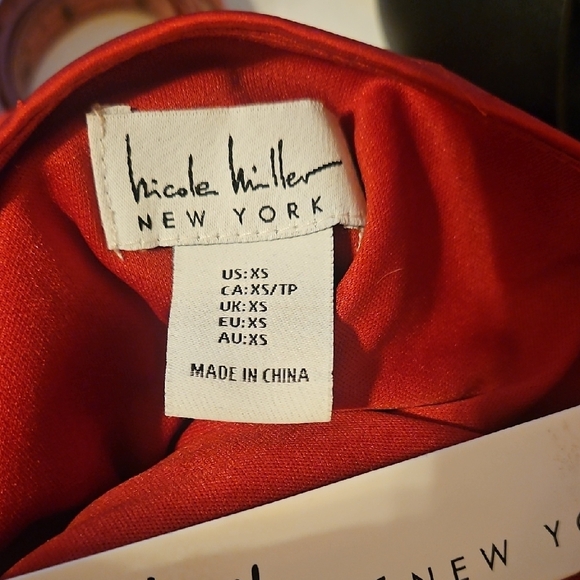 Nicole Miller
NEW YORK
US:XS
CA:XS/TP
UK:XS
EU:XS
AU:XS
MADE IN CHINA
NEW YO